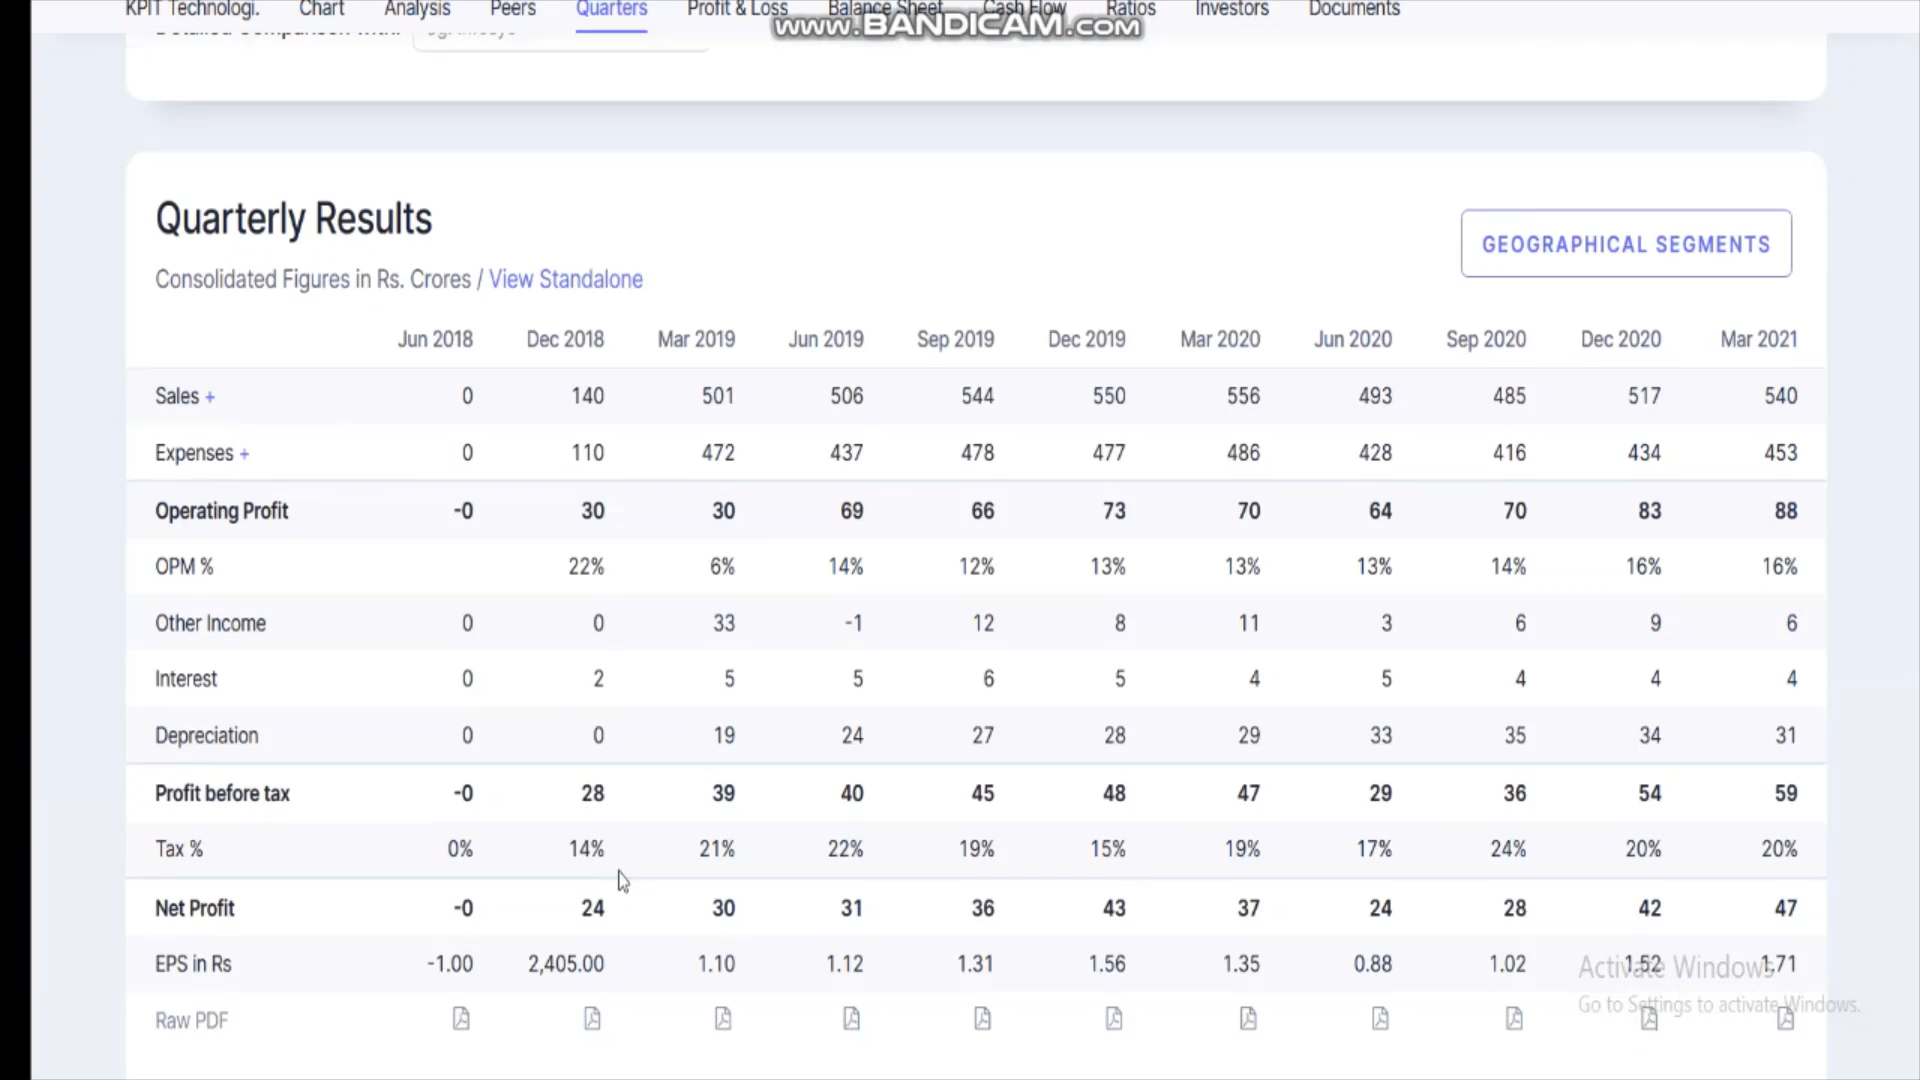 KPIT Technologi. Chart Analysis Peers Quarters Profit & Loss Balance Sheet Cash Flow Ratios Investors Documents
www.BANDICAM.com
Detailed Comparison with:
Quarterly Results
GEOGRAPHICAL SEGMENTS
Consolidated Figures in Rs. Crores / View Standalone
Jun 2018 Dec 2018 Mar 2019 Jun 2019 Sep 2019 Dec 2019 Mar 2020 Jun 2020 Sep 2020 Dec 2020 Mar 2021
Sales + 0 140 501 506 544 550 556 493 485 517 540
Expenses + 0 110 472 437 478 477 486 428 416 434 453
Operating Profit -0 30 30 69 66 73 70 64 70 83 88
OPM % 22% 6% 14% 12% 13% 13% 13% 14% 16% 16%
Other Income 0 0 33 -1 12 8 11 3 6 9 6
Interest 0 2 5 5 6 5 4 5 4 4 4
Depreciation 0 0 19 24 27 28 29 33 35 34 31
Profit before tax -0 28 39 40 45 48 47 29 36 54 59
Tax % 0% 14% 21% 22% 19% 15% 19% 17% 24% 20% 20%
Net Profit -0 24 30 31 36 43 37 24 28 42 47
EPS in Rs -1.00 2,405.00 1.10 1.12 1.31 1.56 1.35 0.88 1.02 1.52 1.71
Activate Windows
Go to Settings to activate Windows.
Raw PDF